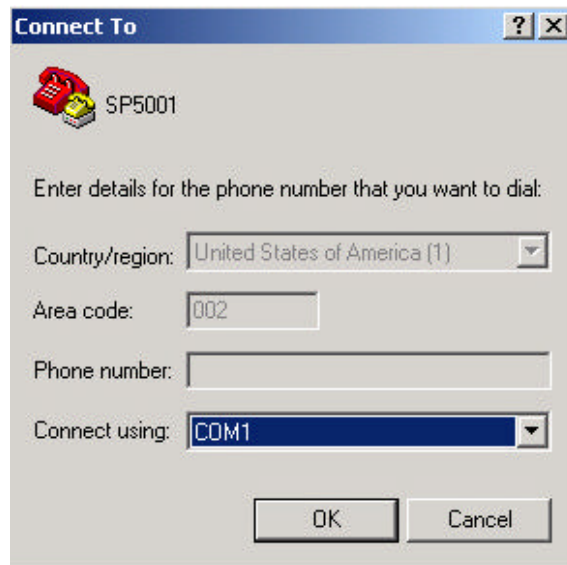 Connect To
SP5001
Enter details for the phone number that you want to dial:
Country/region: United States of America (1)
Area code: 002
Phone number:
Connect using: COM1
OK Cancel